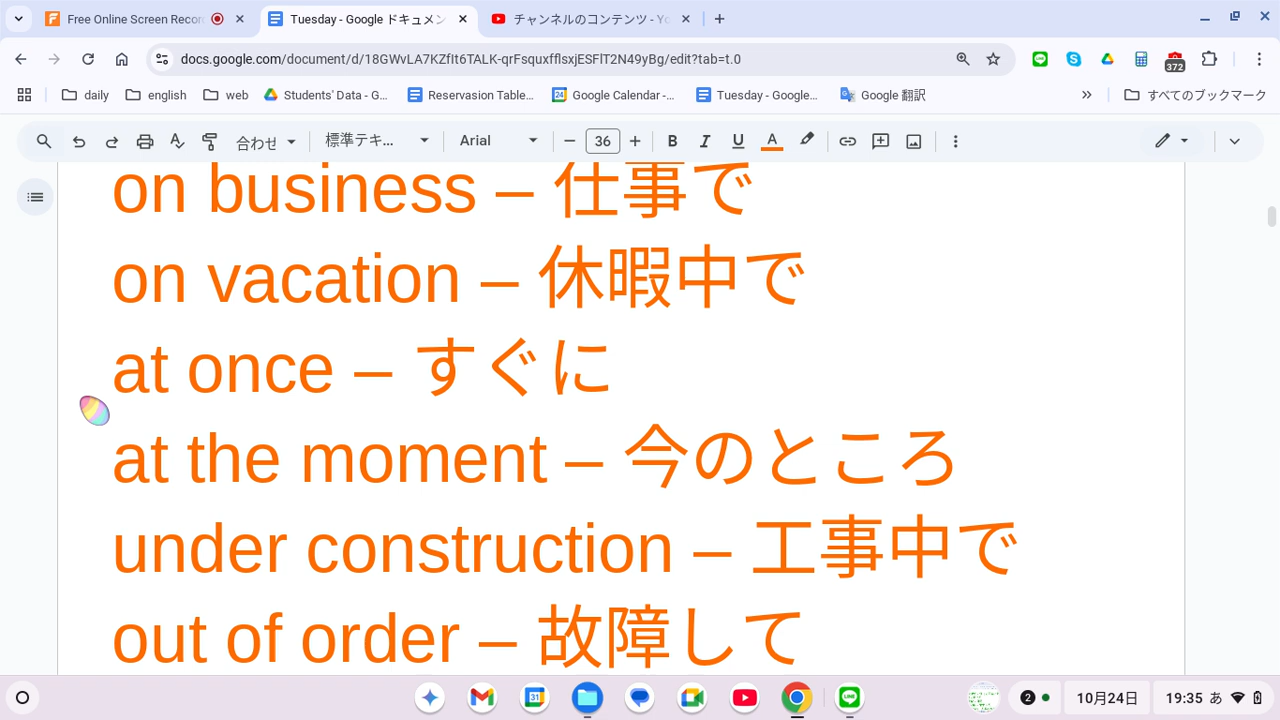 Free Online Screen Recor
Tuesday - Google ドキュメン
チャンネルのコンテンツ - Yo
docs.google.com/document/d/
edit?tab=t.0
372
daily
english
web
Students' Data - G...
Reservasion Table...
Google Calendar -...
Tuesday - Google...
Google 翻訳
すべてのブックマーク
合わせ
標準テキ...
Arial
36
on business – 仕事で
on vacation – 休暇中で
at once – すぐに
at the moment – 今のところ
under construction – 工事中で
out of order – 故障して
31
2
10月24日
19:35 あ